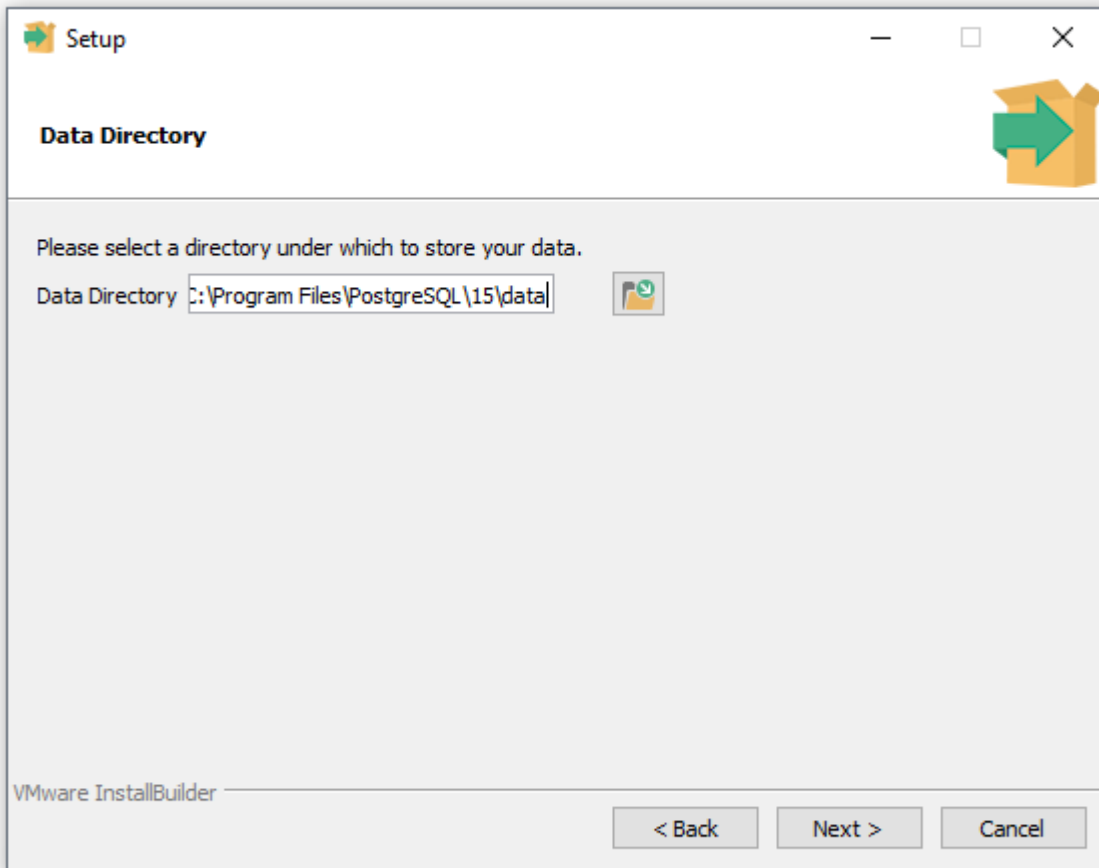 Setup
Data Directory
Please select a directory under which to store your data.
Data Directory C:\Program Files\PostgreSQL\15\data
VMware InstallBuilder
< Back Next > Cancel